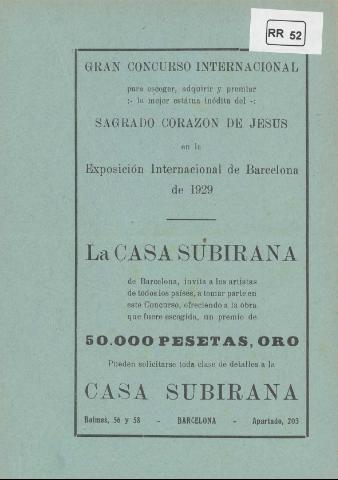 RR 52
GRAN CONCURSO INTERNACIONAL
para escoger, adquirir y premiar
:- la mejor estátua inédita del -:
SAGRADO CORAZON DE JESUS
en la
Exposición Internacional de Barcelona
de 1929
La CASA SUBIRANA
de Barcelona, invita a los artistas
de todos los países, a tomar parte en
este Concurso, ofreciendo a la obra
que fuere escogida, un premio de
50.000 PESETAS, ORO
Pueden solicitarse toda clase de detalles a la
CASA SUBIRANA
Balmes, 56 y 58 - BARCELONA - Apartado, 203